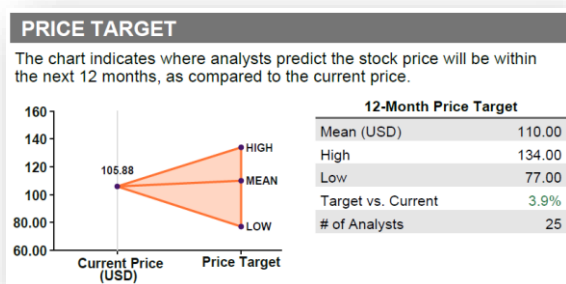 PRICE TARGET
The chart indicates where analysts predict the stock price will be within
the next 12 months, as compared to the current price.
160
140
120
100
80.00
60.00
105.88
HIGH
MEAN
LOW
Current Price
(USD)
Price Target
12-Month Price Target
Mean (USD) 110.00
High 134.00
Low 77.00
Target vs. Current 3.9%
# of Analysts 25